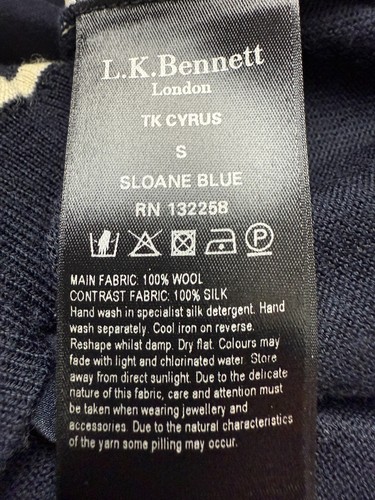 L.K.Bennett
London
TK CYRUS
S
SLOANE BLUE
RN 132258
P
MAIN FABRIC: 100% WOOL
CONTRAST FABRIC: 100% SILK
Hand wash in specialist silk detergent. Hand
wash separately. Cool iron on reverse.
Reshape whilst damp. Dry flat. Colours may
fade with light and chlorinated water. Store
away from direct sunlight. Due to the delicate
nature of this fabric, care and attention must
be taken when wearing jewellery and
accessories. Due to the natural characteristics
of the yarn some pilling may occur.